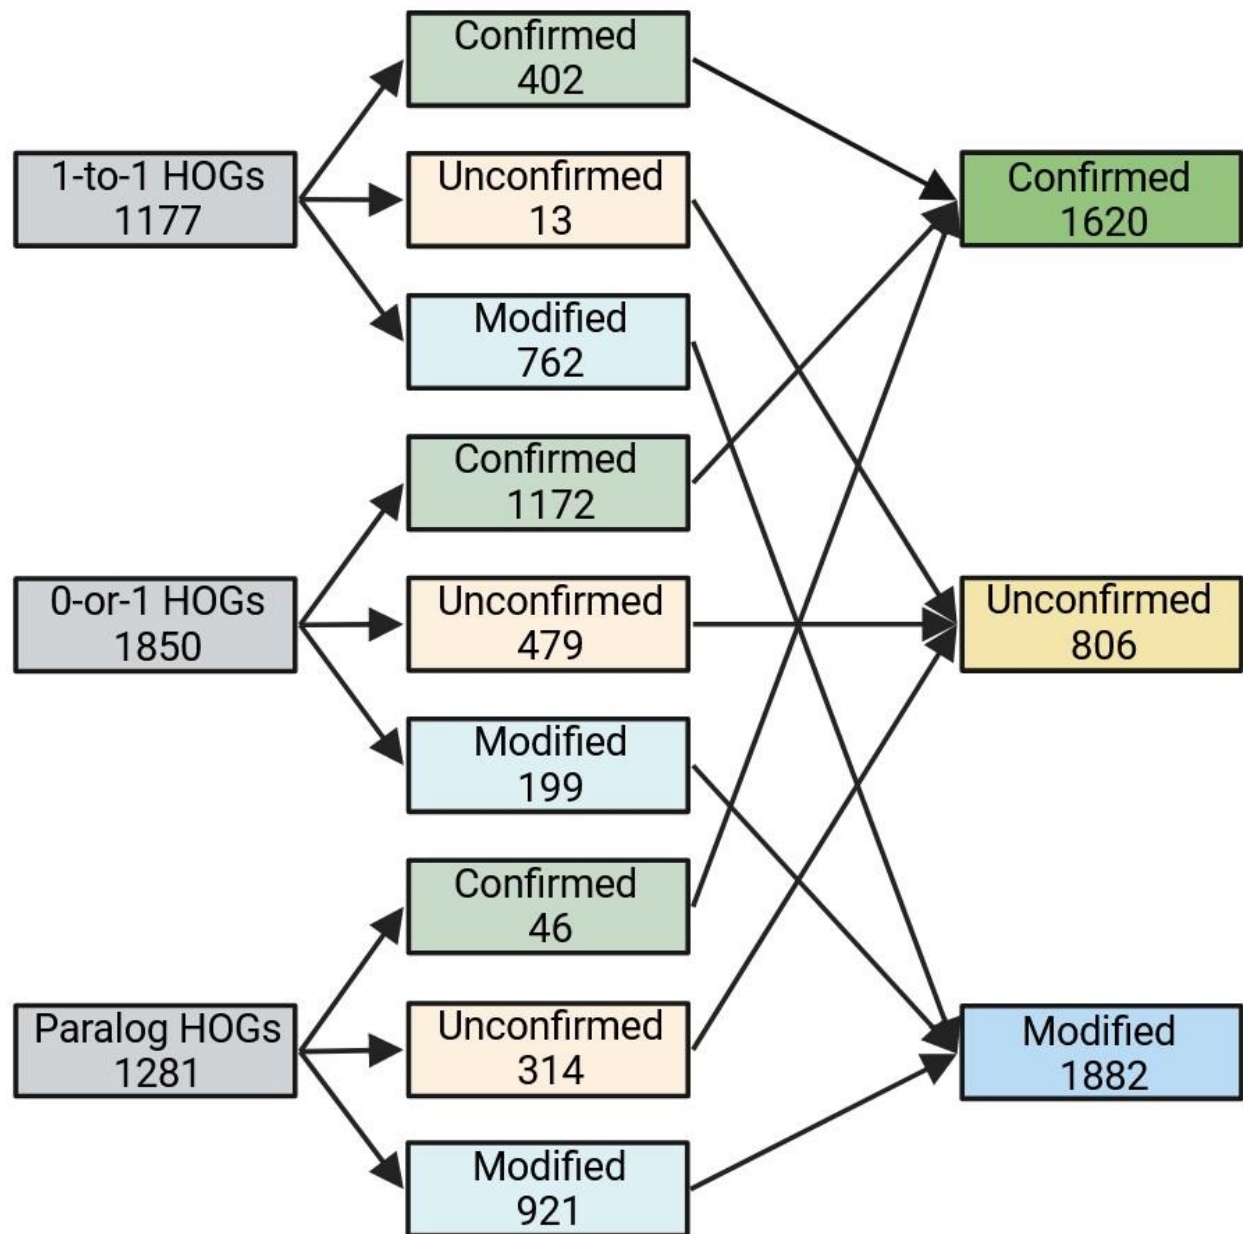 1-to-1 HOGs
1177
Confirmed
402
Unconfirmed
13
Modified
762
0-or-1 HOGs
1850
Confirmed
1172
Unconfirmed
479
Modified
199
Paralog HOGs
1281
Confirmed
46
Unconfirmed
314
Modified
921
Confirmed
1620
Unconfirmed
806
Modified
1882